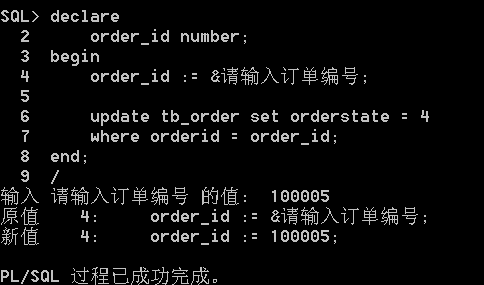 SQL> declare
  2      order_id number;
  3  begin
  4      order_id := &请输入订单编号;
  5
  6      update tb_order set orderstate = 4
  7      where orderid = order_id;
  8  end;
  9  /
输入 请输入订单编号 的值:  100005
原值    4:     order_id := &请输入订单编号;
新值    4:     order_id := 100005;

PL/SQL 过程已成功完成。